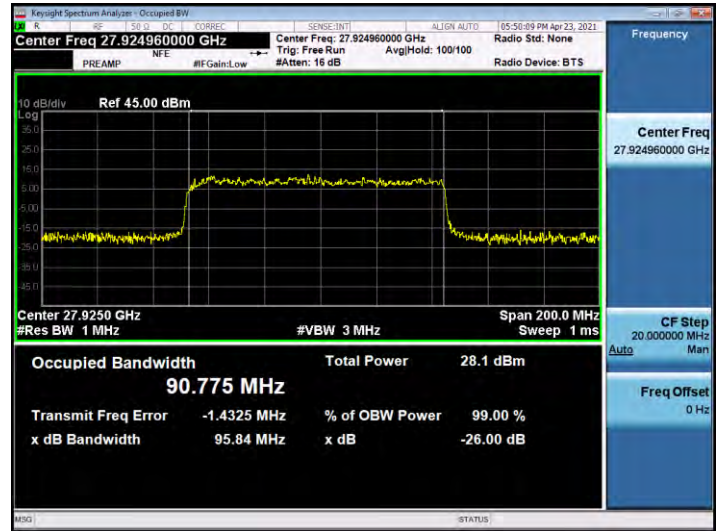 Keysight Spectrum Analyzer - Occupied BW
R RF 50 Ω DC CORREC SENSE:INT ALIGN AUTO 05:50:09 PM Apr 23, 2021
Center Freq 27.924960000 GHz Center Freq: 27.924960000 GHz Radio Std: None
NFE Trig: Free Run Avg|Hold: 100/100
PREAMP #IFGain:Low #Atten: 16 dB Radio Device: BTS
10 dB/div Ref 45.00 dBm
Log
35.0
25.0
15.0
5.00
-5.00
-15.0
-25.0
-35.0
-45.0
Center 27.9250 GHz Span 200.0 MHz
#Res BW 1 MHz #VBW 3 MHz Sweep 1 ms
Occupied Bandwidth Total Power 28.1 dBm
90.775 MHz
Transmit Freq Error -1.4325 MHz % of OBW Power 99.00 %
x dB Bandwidth 95.84 MHz x dB -26.00 dB
MSG STATUS
Frequency
Center Freq
27.924960000 GHz
CF Step
20.000000 MHz
Auto Man
Freq Offset
0 Hz